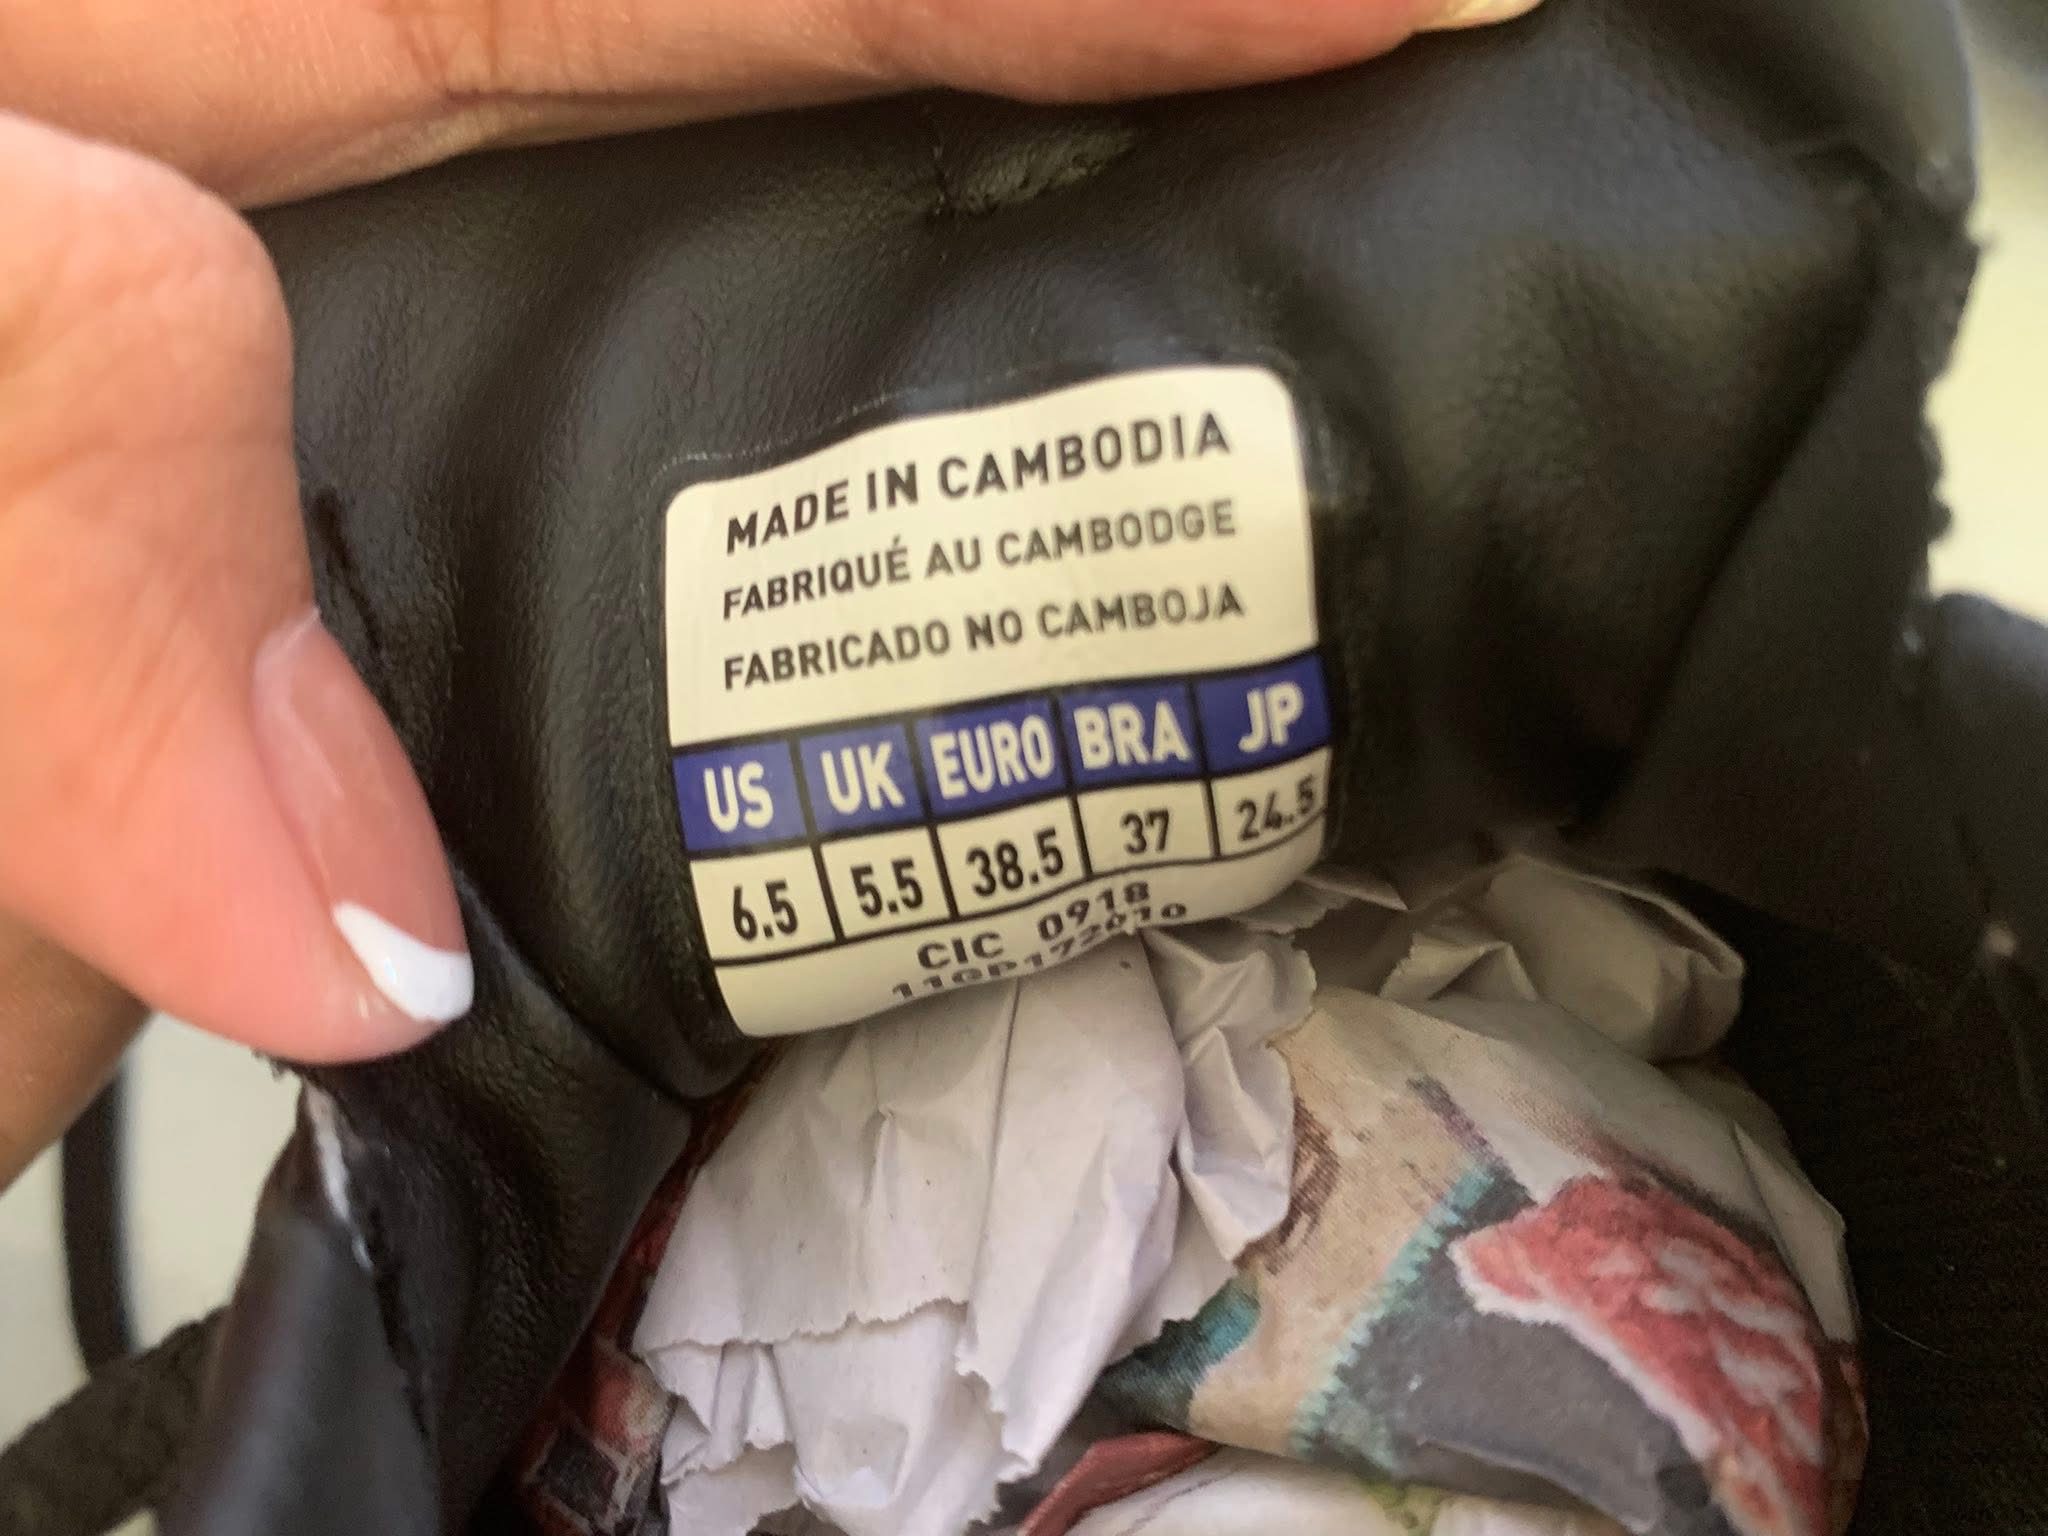 MADE IN CAMBODIA
FABRIQUÉ AU CAMBODGE
FABRICADO NO CAMBOJA
US UK EURO BRA JP
6.5 5.5 38.5 37 24.5
CIC 0918